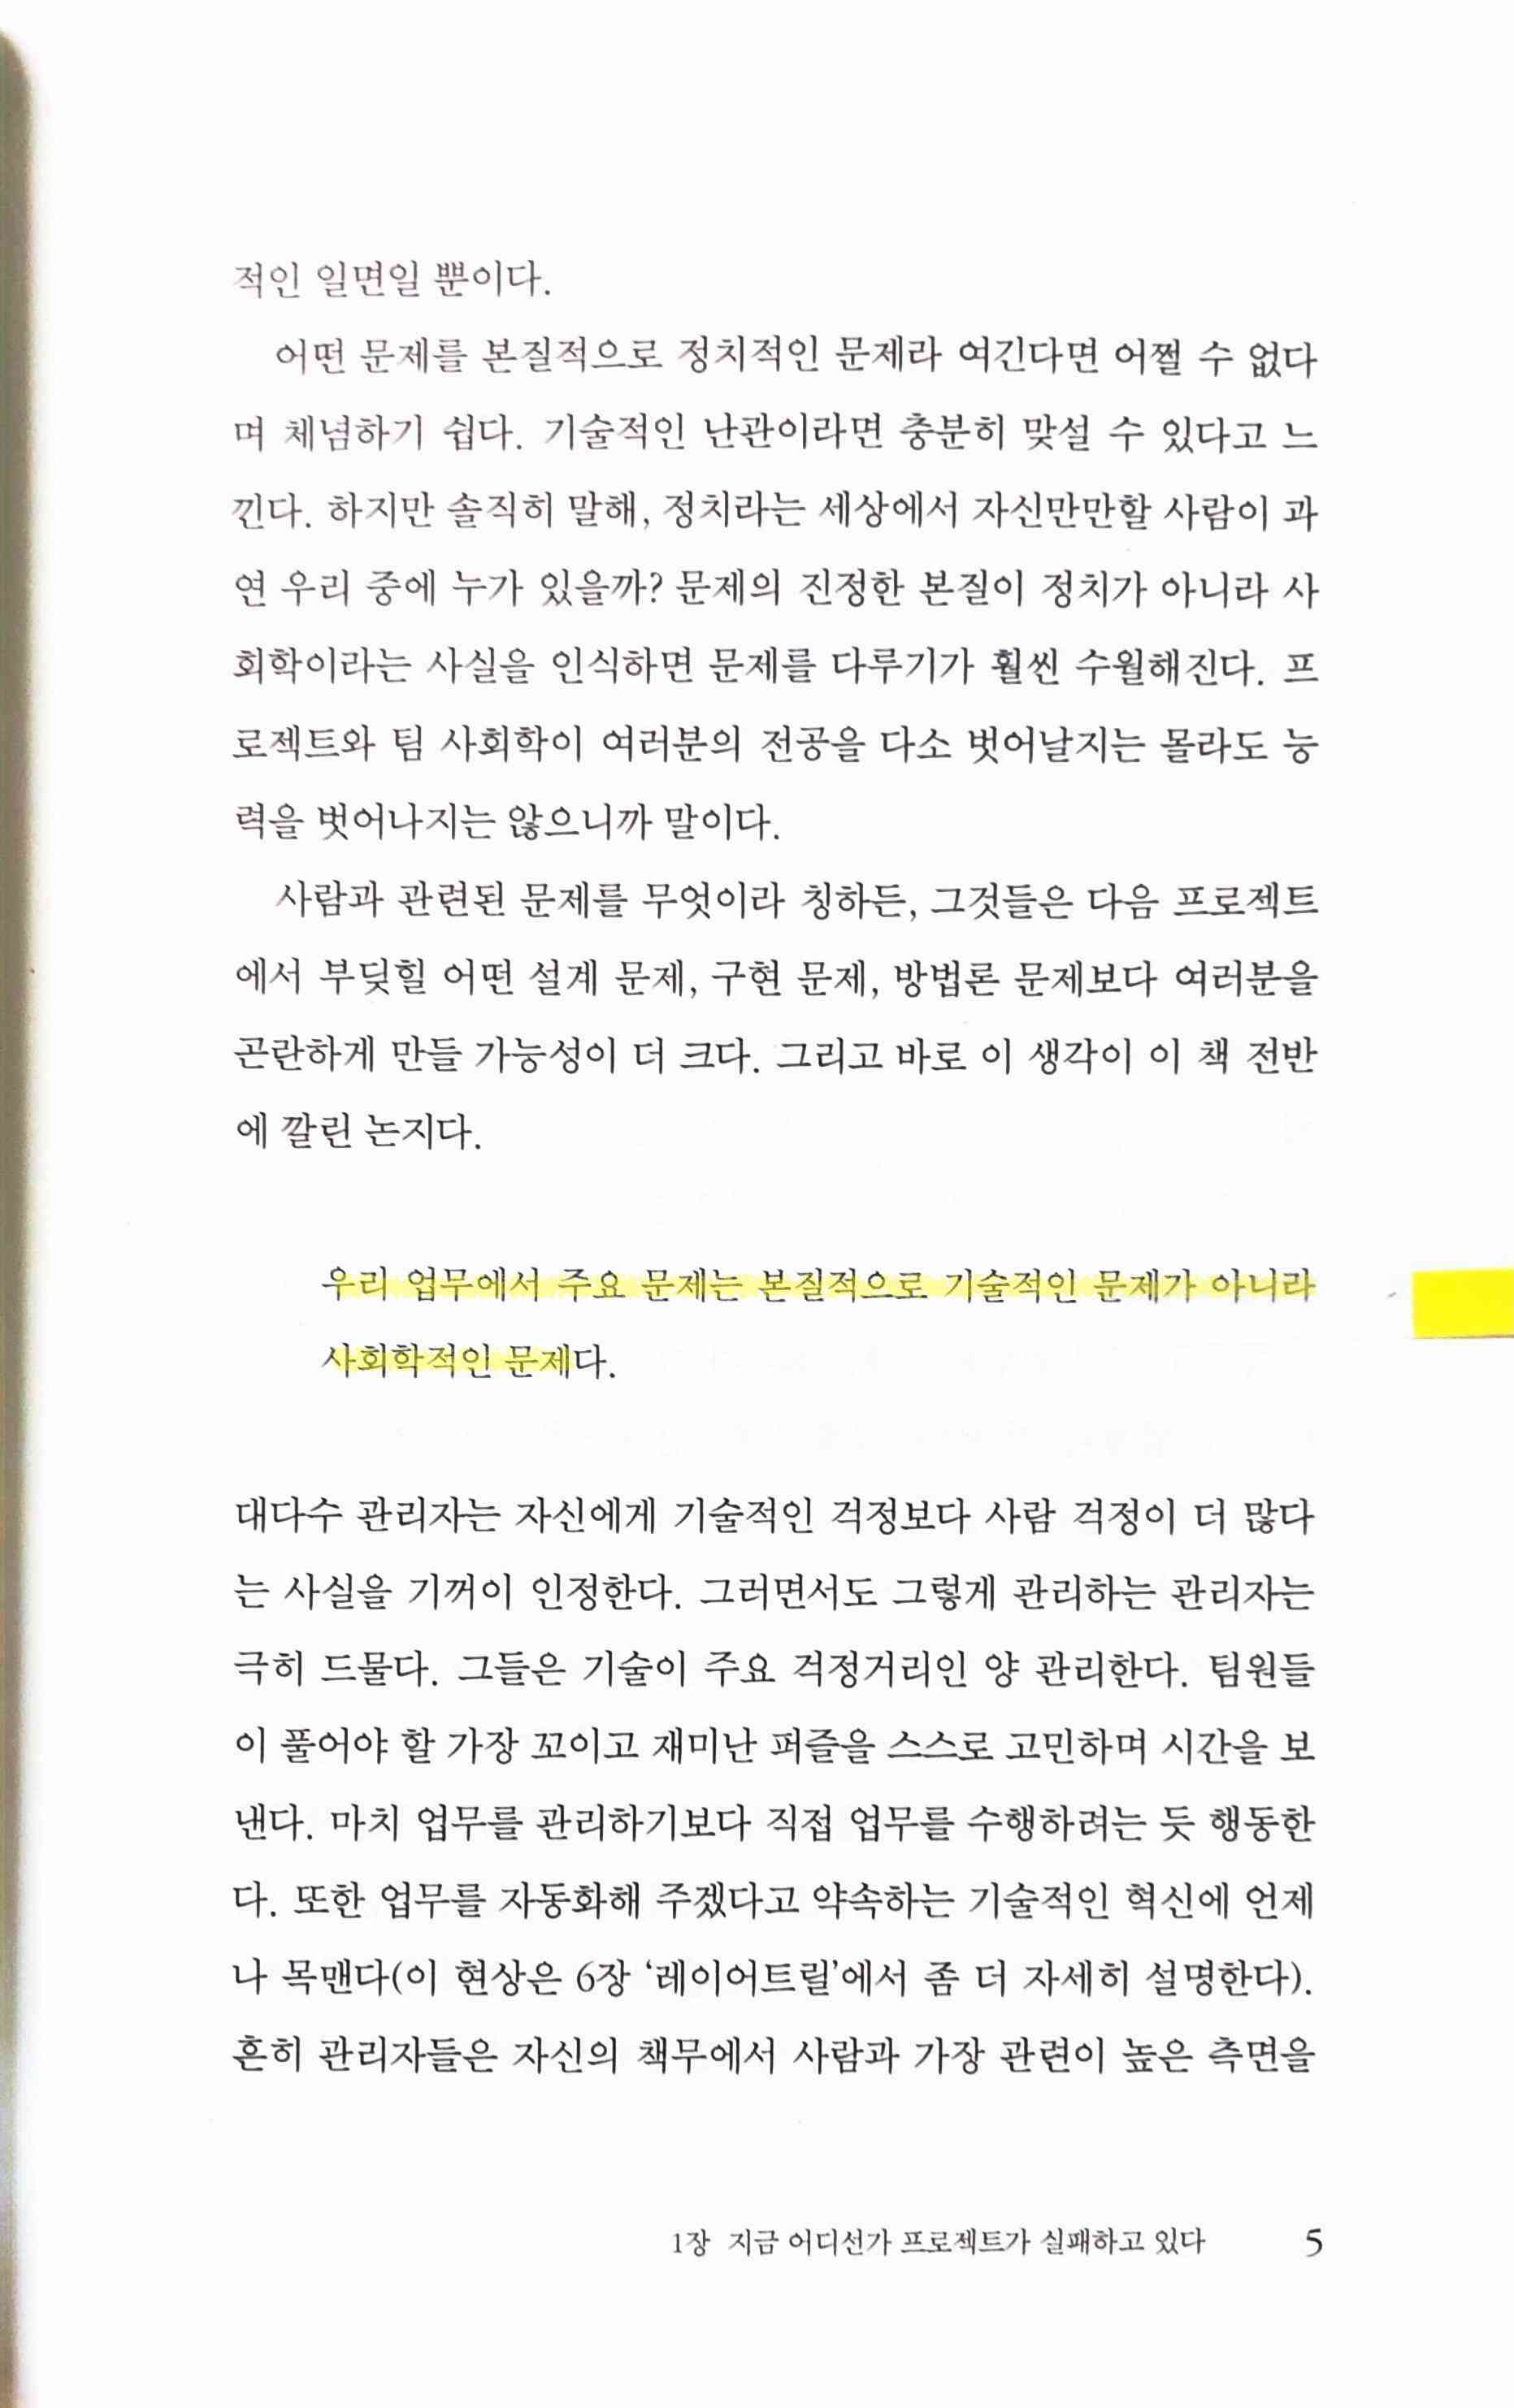 적인 일면일 뿐이다.
어떤 문제를 본질적으로 정치적인 문제라 여긴다면 어쩔 수 없다
며 체념하기 쉽다. 기술적인 난관이라면 충분히 맞설 수 있다고 느
낀다. 하지만 솔직히 말해, 정치라는 세상에서 자신만만할 사람이 과
연 우리 중에 누가 있을까? 문제의 진정한 본질이 정치가 아니라 사
회학이라는 사실을 인식하면 문제를 다루기가 훨씬 수월해진다. 프
로젝트와 팀 사회학이 여러분의 전공을 다소 벗어날지는 몰라도 능
력을 벗어나지는 않으니까 말이다.
사람과 관련된 문제를 무엇이라 칭하든, 그것들은 다음 프로젝트
에서 부딪힐 어떤 설계 문제, 구현 문제, 방법론 문제보다 여러분을
곤란하게 만들 가능성이 더 크다. 그리고 바로 이 생각이 이 책 전반
에 깔린 논지다.
우리 업무에서 주요 문제는 본질적으로 기술적인 문제가 아니라
사회학적인 문제다.
대다수 관리자는 자신에게 기술적인 걱정보다 사람 걱정이 더 많다
는 사실을 기꺼이 인정한다. 그러면서도 그렇게 관리하는 관리자는
극히 드물다. 그들은 기술이 주요 걱정거리인 양 관리한다. 팀원들
이 풀어야 할 가장 꼬이고 재미난 퍼즐을 스스로 고민하며 시간을 보
낸다. 마치 업무를 관리하기보다 직접 업무를 수행하려는 듯 행동한
다. 또한 업무를 자동화해 주겠다고 약속하는 기술적인 혁신에 언제
나 목맨다(이 현상은 6장 ‘레이어트릴’에서 좀 더 자세히 설명한다).
흔히 관리자들은 자신의 책무에서 사람과 가장 관련이 높은 측면을
1장 지금 어디선가 프로젝트가 실패하고 있다 5